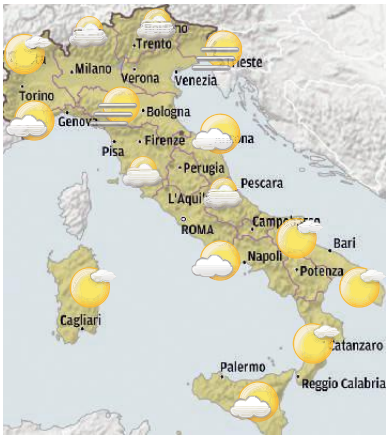 Trento
Milano
Verona
Venezia
Torino
Genova
Bologna
Pisa
Firenze
Perugia
Pescara
ROMA
Napoli
Bari
Potenza
Cagliari
Catanzaro
Palermo
Reggio Calabria